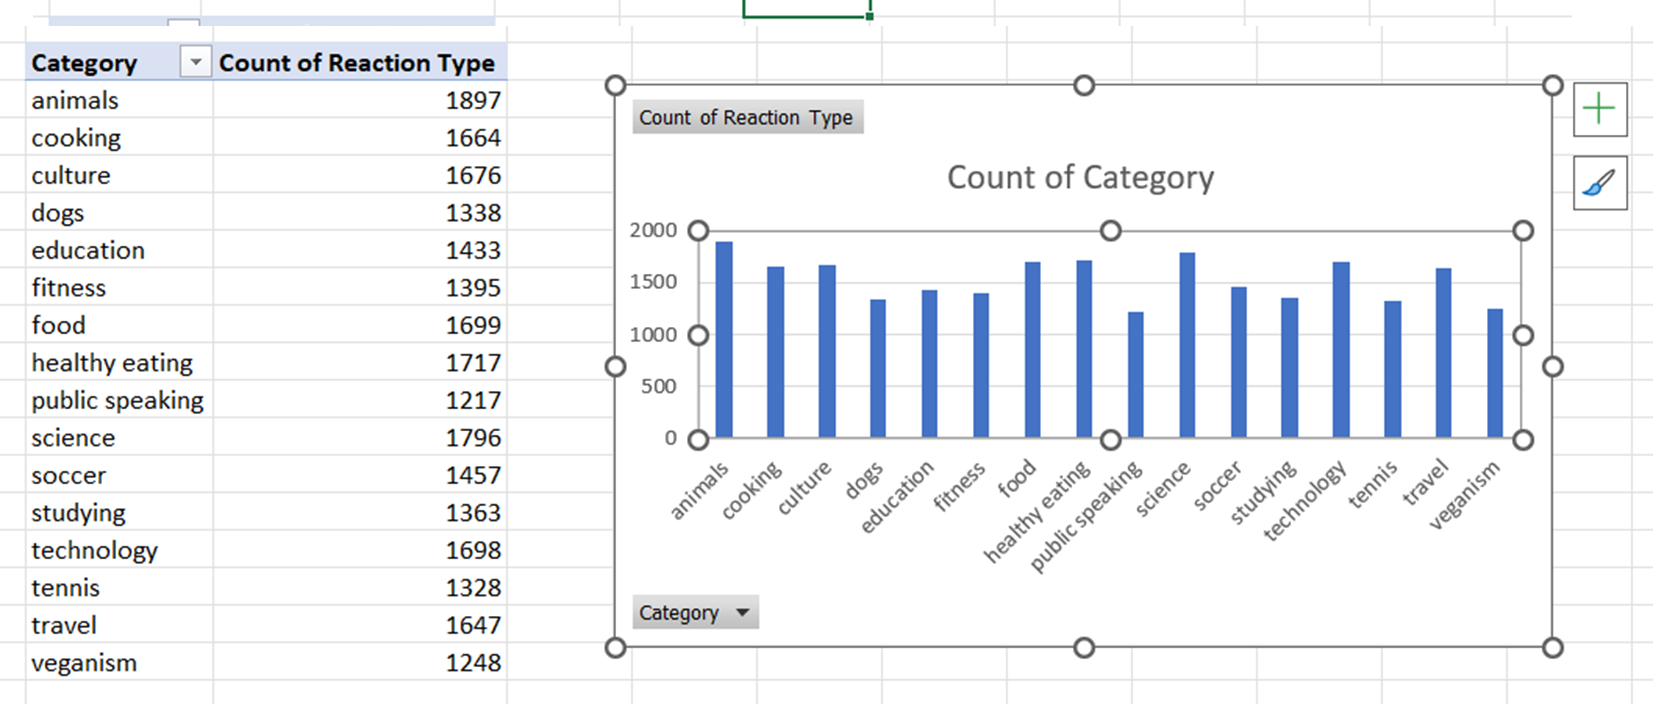 Category Count of Reaction Type
animals 1897
cooking 1664
culture 1676
dogs 1338
education 1433
fitness 1395
food 1699
healthy eating 1717
public speaking 1217
science 1796
soccer 1457
studying 1363
technology 1698
tennis 1328
travel 1647
veganism 1248
Count of Reaction Type
Count of Category
2000
1500
1000
500
0
animals cooking culture dogs education fitness food healthy eating public speaking science soccer studying technology tennis travel veganism
Category